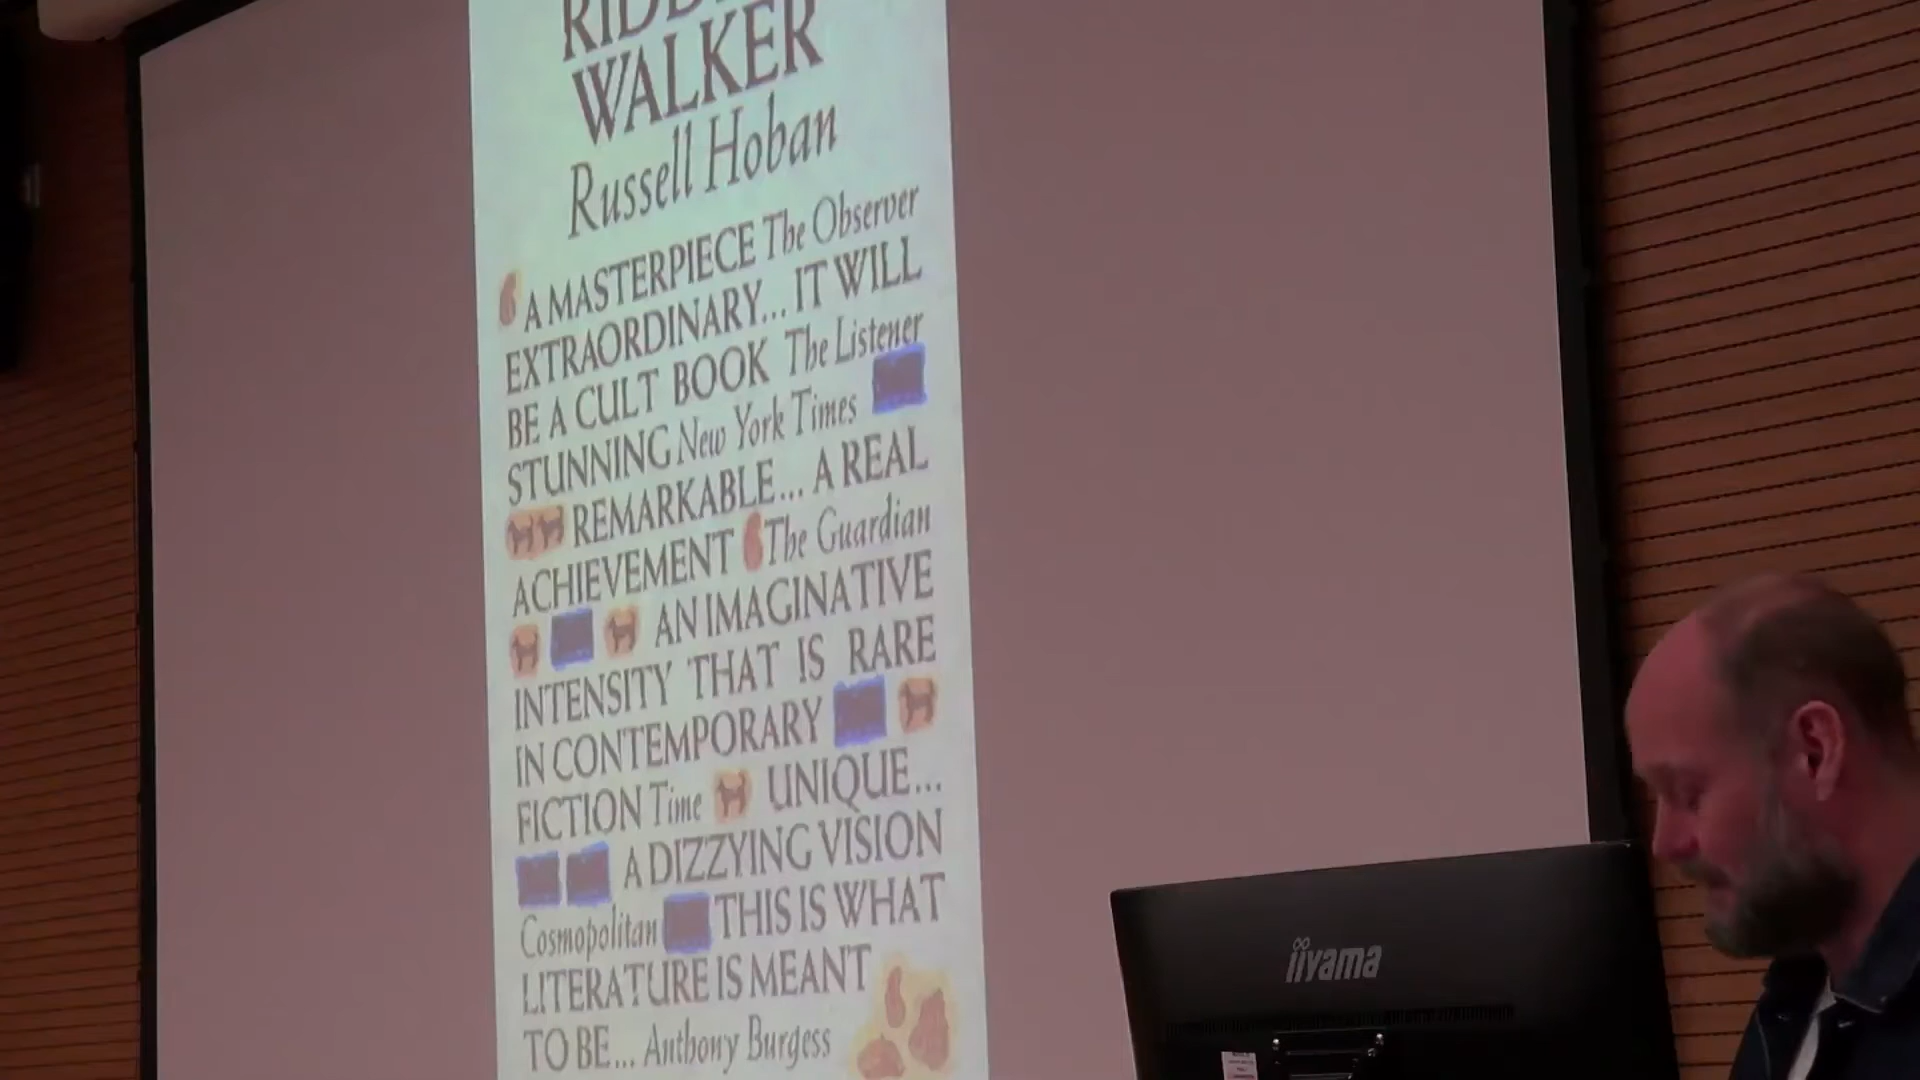 WALKER
Russell Hoban
A MASTERPIECE The Observer
EXTRAORDINARY... IT WILL
BE A CULT BOOK The Listener
STUNNING New York Times
REMARKABLE... A REAL
ACHIEVEMENT The Guardian
AN IMAGINATIVE
INTENSITY THAT IS RARE
IN CONTEMPORARY
FICTION Time UNIQUE...
A DIZZYING VISION
Cosmopolitan THIS IS WHAT
LITERATURE IS MEANT
TO BE... Anthony Burgess
iiyama